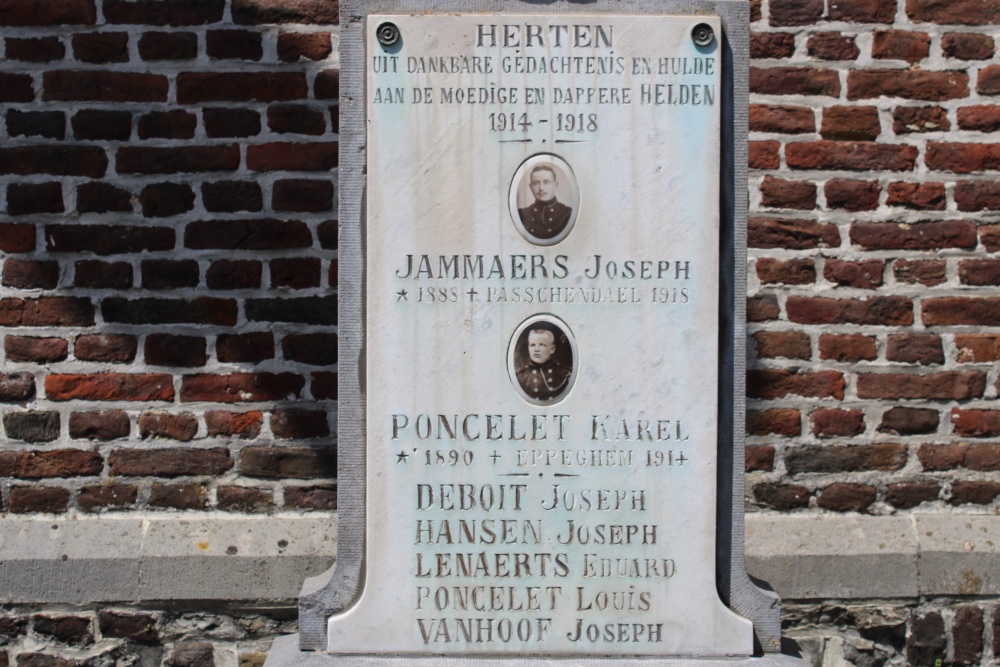 HERTEN
UIT DANKBARE GEDACHTENIS EN HULDE
AAN DE MOEDIGE EN DAPPERE HELDEN
1914 - 1918
JAMMAERS JOSEPH
* 1888 † PASSCHENDAEL 1918
PONCELET KAREL
* 1890 † EPPEGHEM 1914
DEBOIT JOSEPH
HANSEN JOSEPH
LENAERTS EDUARD
PONCELET LOUIS
VANHOOF JOSEPH